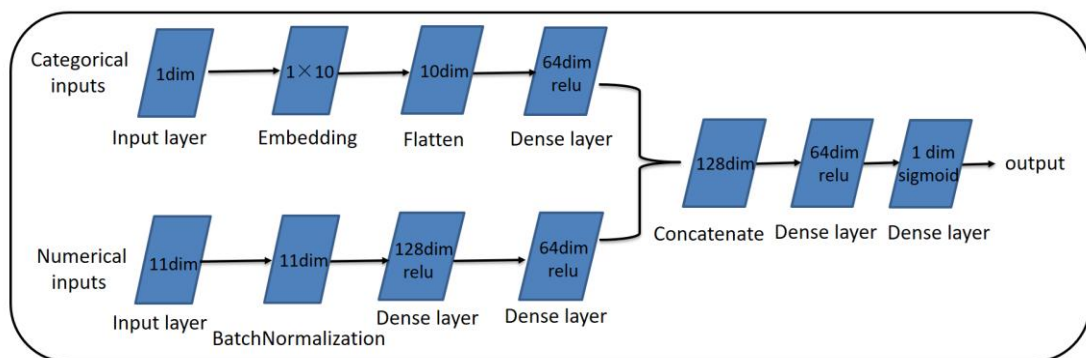 Categorical
inputs
1dim
1×10
10dim
64dim
relu
Input layer
Embedding
Flatten
Dense layer
128dim
64dim
relu
1 dim
sigmoid
output
Concatenate
Dense layer
Dense layer
Numerical
inputs
11dim
11dim
128dim
relu
64dim
relu
Input layer
BatchNormalization
Dense layer
Dense layer